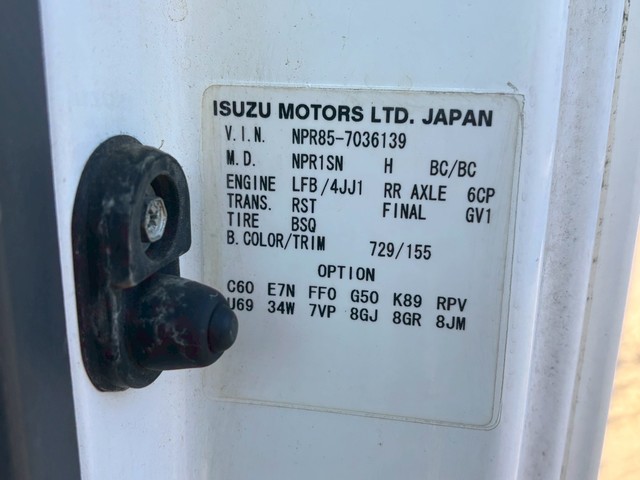 ISUZU MOTORS LTD. JAPAN
V.I.N. NPR85-7036139
M.D. NPR1SN H BC/BC
ENGINE LFB/4JJ1 RR AXLE 6CP
TRANS. RST FINAL GV1
TIRE BSQ
B.COLOR/TRIM 729/155
OPTION
C60 E7N FF0 G50 K89 RPV
U69 34W 7VP 8GJ 8GR 8JM